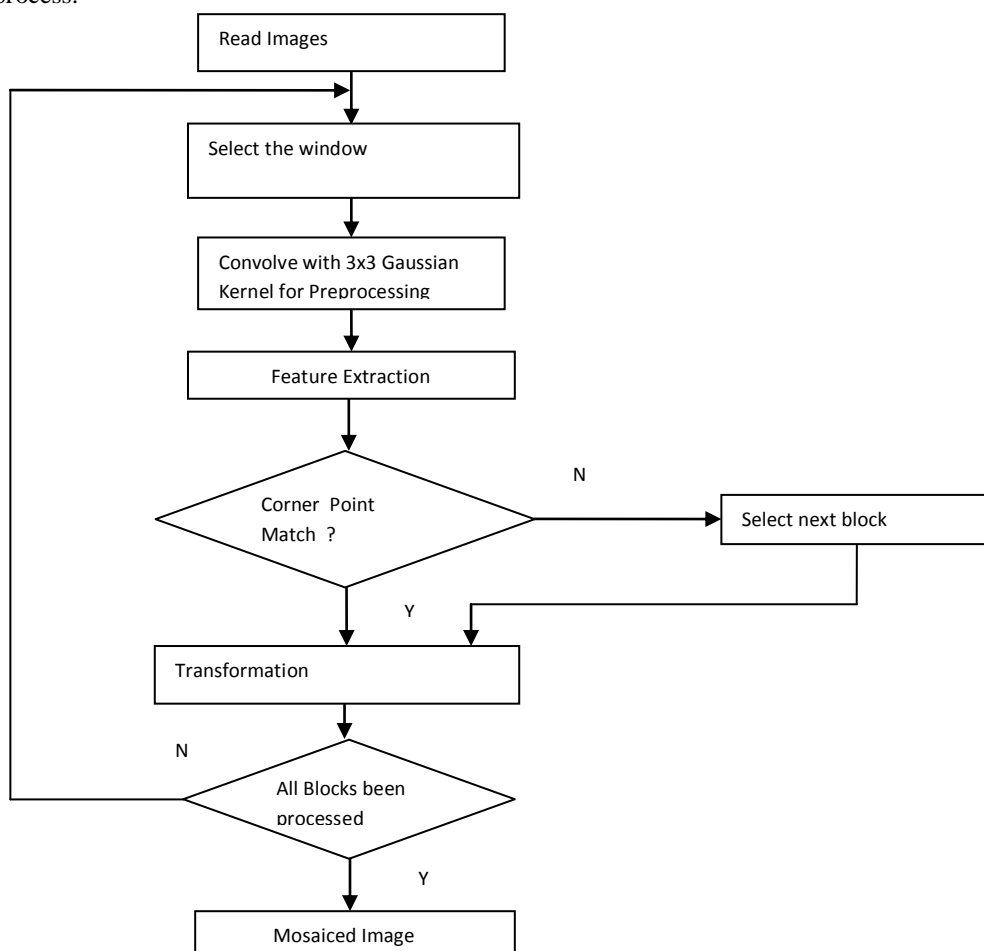 process.
Read Images
Select the window
Convolve with 3x3 Gaussian
Kernel for Preprocessing
Feature Extraction
N
Corner Point
Match ?
Select next block
Y
Transformation
N
All Blocks been
processed
Y
Mosaiced Image